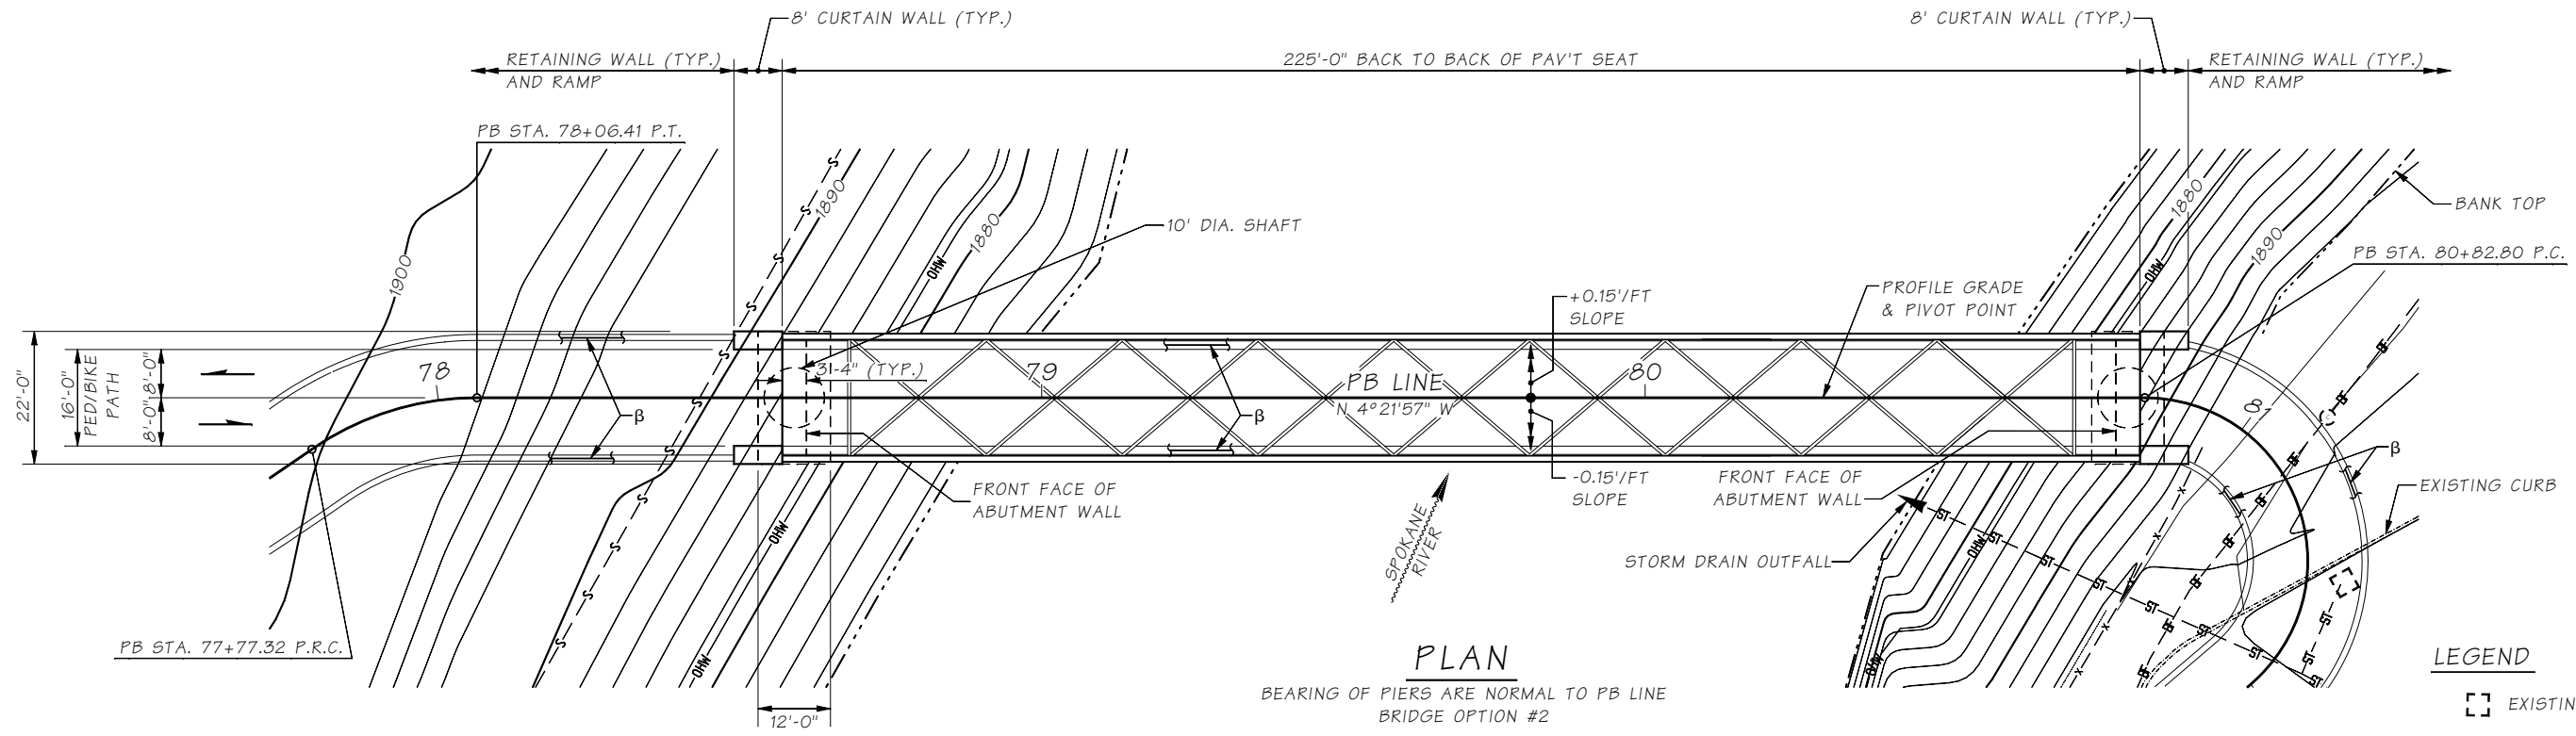 8' CURTAIN WALL (TYP.)
8' CURTAIN WALL (TYP.)
RETAINING WALL (TYP.)
AND RAMP
225'-0" BACK TO BACK OF PAV'T SEAT
RETAINING WALL (TYP.)
AND RAMP
PB STA. 78+06.41 P.T.
S
1890
1880
1900
OHW
10' DIA. SHAFT
1880
1890
OHW
BANK TOP
PB STA. 80+82.80 P.C.
+0.15'/FT
SLOPE
PROFILE GRADE
& PIVOT POINT
22'-0"
16'-0"
PED/BIKE
PATH
8'-0"
8'-0"
78
3'-4" (TYP.)
79
PB LINE
N 4°21'57" W
80
81
β
β
β
-0.15'/FT
SLOPE
FRONT FACE OF
ABUTMENT WALL
FRONT FACE OF
ABUTMENT WALL
EXISTING CURB
SPOKANE
RIVER
STORM DRAIN OUTFALL
OHW
OHW
OHW
ST
PB STA. 77+77.32 P.R.C.
12'-0"
PLAN
BEARING OF PIERS ARE NORMAL TO PB LINE
BRIDGE OPTION #2
LEGEND
EXISTIN